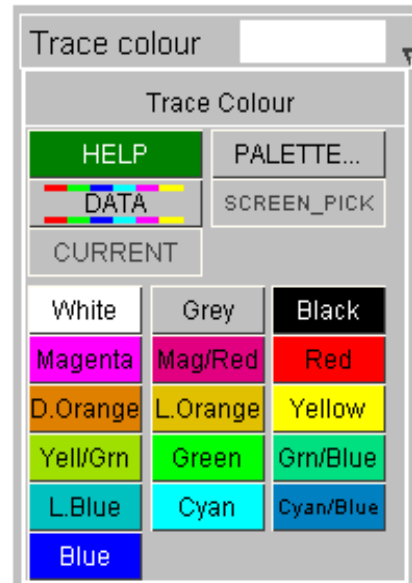 Trace colour
Trace Colour
HELP PALETTE...
DATA SCREEN_PICK
CURRENT
White Grey Black
Magenta Mag/Red Red
D.Orange L.Orange Yellow
Yell/Grn Green Grn/Blue
L.Blue Cyan Cyan/Blue
Blue